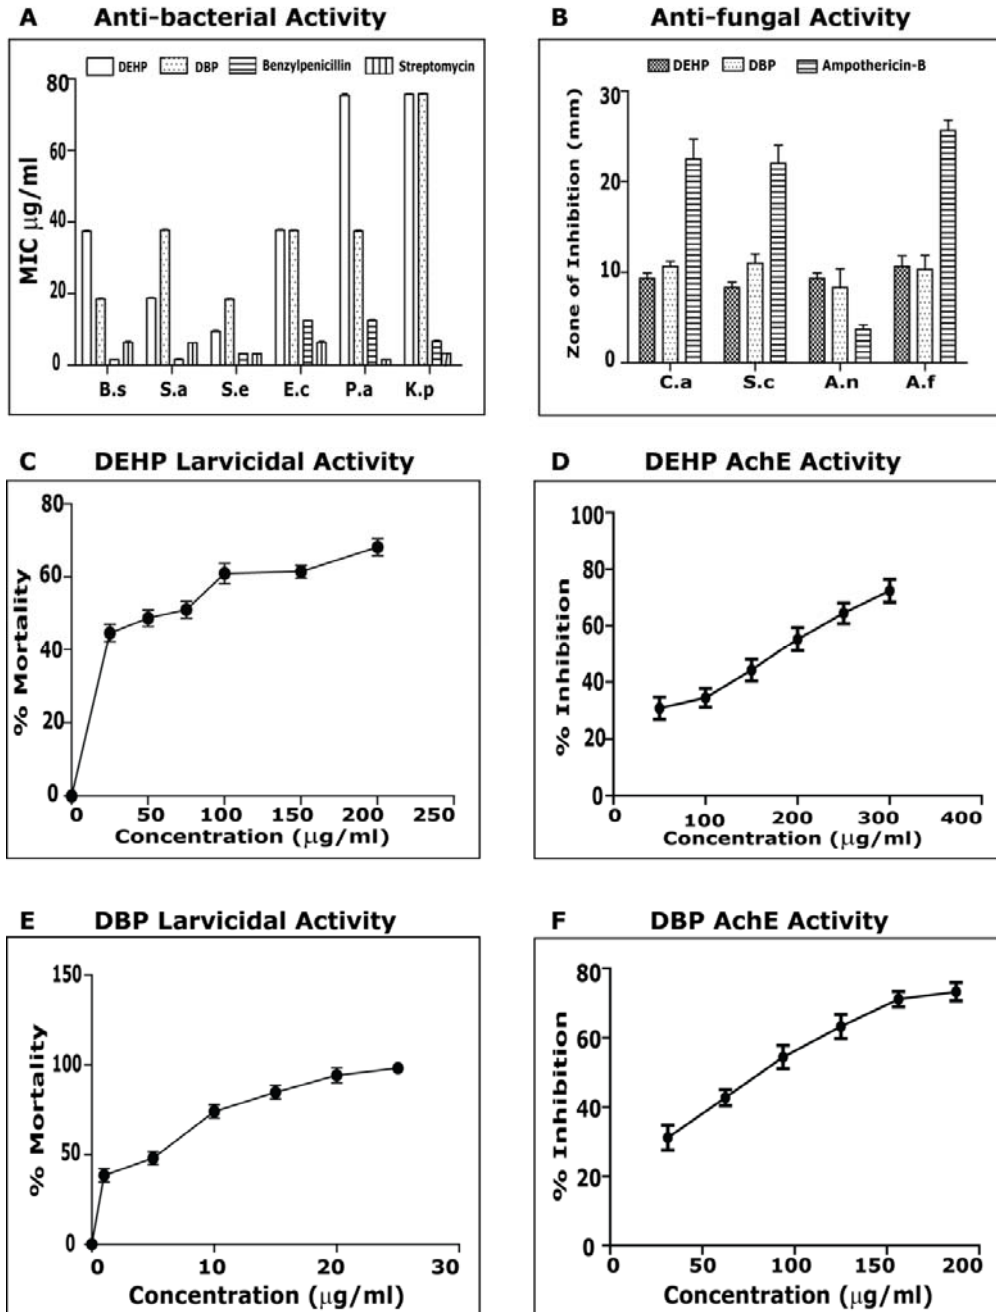 A Anti-bacterial Activity
DEHP DBP Benzylpenicillin Streptomycin
80
60
40
20
0
MIC µg/ml
B.s S.a S.e E.c P.a K.p
B Anti-fungal Activity
DEHP DBP Ampothericin-B
30
20
10
0
Zone of Inhibition (mm)
C.a S.c A.n A.f
C DEHP Larvicidal Activity
80
60
40
20
0
% Mortality
0 50 100 150 200 250
Concentration (µg/ml)
D DEHP AchE Activity
100
80
60
40
20
0
% Inhibition
0 100 200 300 400
Concentration (µg/ml)
E DBP Larvicidal Activity
150
100
50
0
% Mortality
0 10 20 30
Concentration (µg/ml)
F DBP AchE Activity
80
60
40
20
0
% Inhibition
0 50 100 150 200
Concentration (µg/ml)